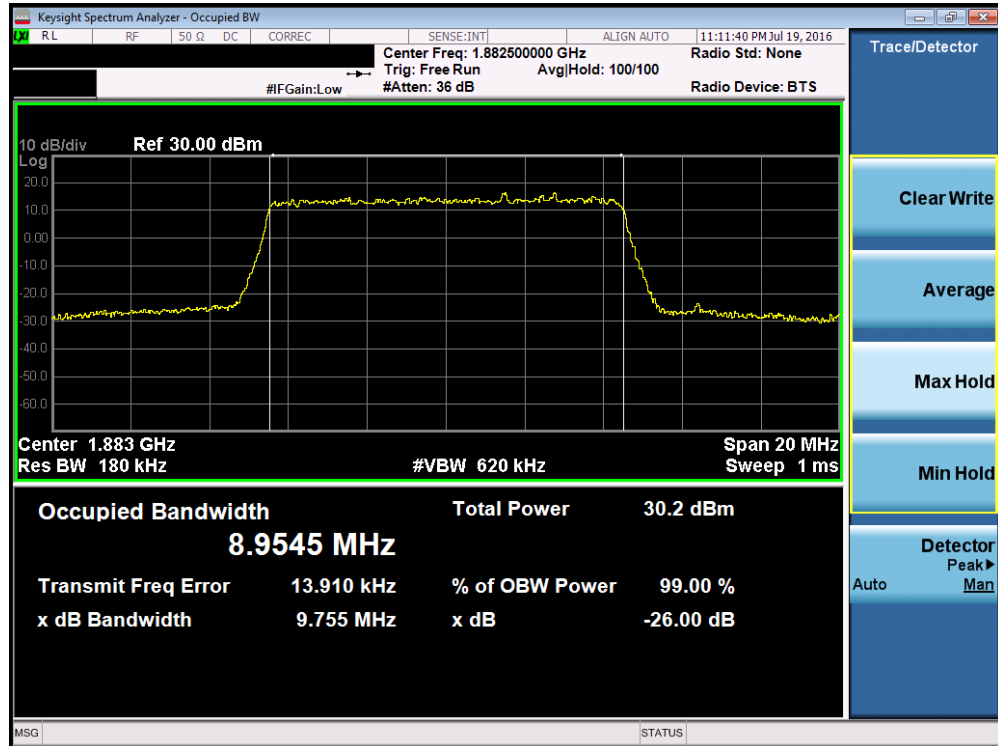 Keysight Spectrum Analyzer - Occupied BW
LXI RL RF 50 Ω DC CORREC SENSE:INT ALIGN AUTO 11:11:40 PM Jul 19, 2016
Center Freq: 1.882500000 GHz Radio Std: None
Trig: Free Run Avg|Hold: 100/100
#IFGain:Low #Atten: 36 dB Radio Device: BTS
10 dB/div Ref 30.00 dBm
Log
20.0
10.0
0.00
-10.0
-20.0
-30.0
-40.0
-50.0
-60.0
Center 1.883 GHz Span 20 MHz
Res BW 180 kHz #VBW 620 kHz Sweep 1 ms
Occupied Bandwidth Total Power 30.2 dBm
8.9545 MHz
Transmit Freq Error 13.910 kHz % of OBW Power 99.00 %
x dB Bandwidth 9.755 MHz x dB -26.00 dB
Trace/Detector
Clear Write
Average
Max Hold
Min Hold
Detector
Peak▶
Auto Man
MSG STATUS